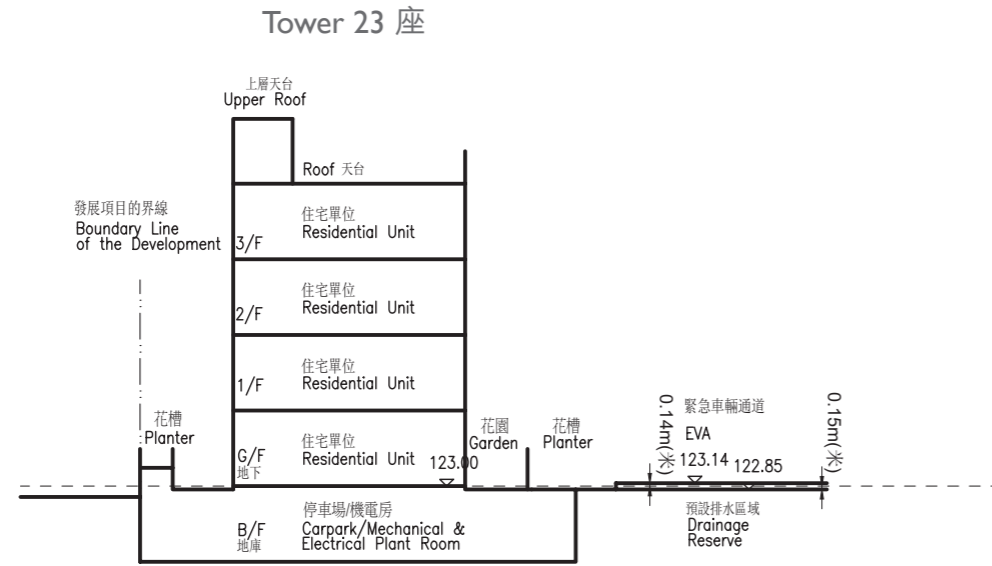 Tower 23 座
上層天台
Upper Roof
Roof 天台
發展項目的界線
Boundary Line
of the Development
3/F
住宅單位
Residential Unit
2/F
住宅單位
Residential Unit
1/F
住宅單位
Residential Unit
花槽
Planter
G/F
地下
住宅單位
Residential Unit
123.00
花園
Garden
花槽
Planter
0.14m(米)
緊急車輛通道
EVA
123.14
122.85
0.15m(米)
B/F
地庫
停車場/機電房
Carpark/Mechanical &
Electrical Plant Room
預設排水區域
Drainage
Reserve